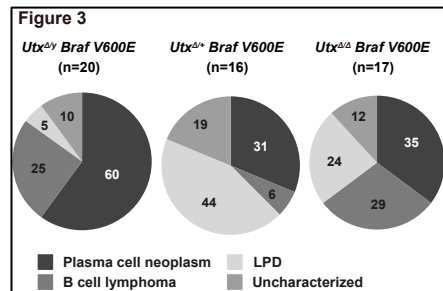 Figure 3
Utx^Δ/y Braf V600E Utx^Δ/+ Braf V600E Utx^Δ/Δ Braf V600E
(n=20) (n=16) (n=17)
5 10 25 60
19 31 6 44
12 35 24 29
Plasma cell neoplasm LPD
B cell lymphoma Uncharacterized